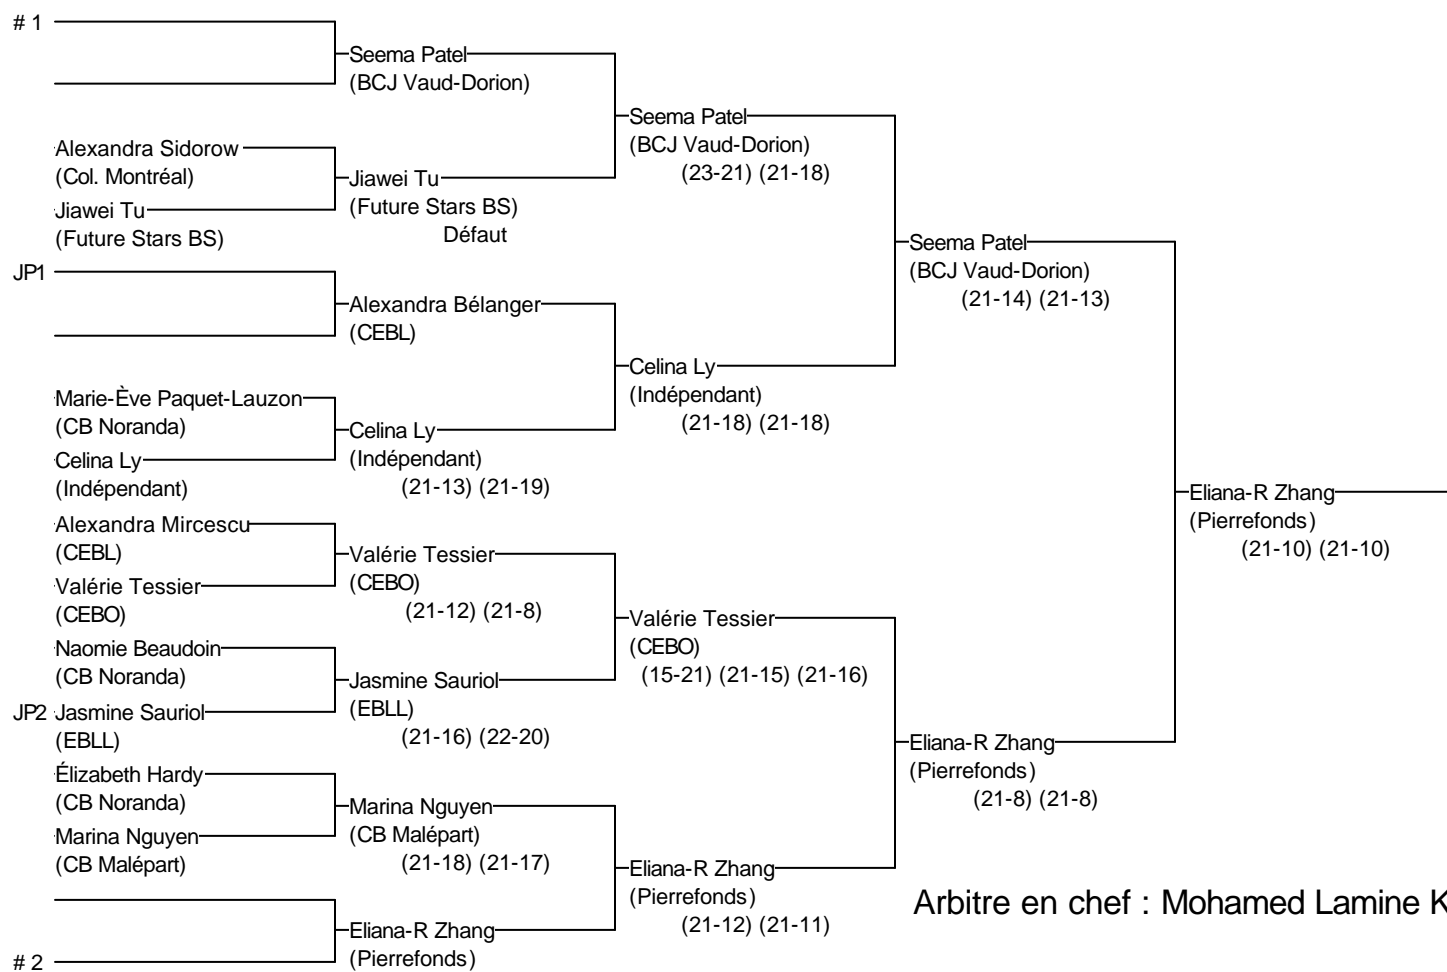 # 1
Seema Patel
(BCJ Vaud-Dorion)
Seema Patel
(BCJ Vaud-Dorion)
(23-21) (21-18)
Alexandra Sidorow
(Col. Montréal)
Jiawei Tu
(Future Stars BS)
Défaut
Jiawei Tu
(Future Stars BS)
Seema Patel
(BCJ Vaud-Dorion)
(21-14) (21-13)
JP1
Alexandra Bélanger
(CEBL)
Celina Ly
(Indépendant)
(21-18) (21-18)
Marie-Ève Paquet-Lauzon
(CB Noranda)
Celina Ly
(Indépendant)
(21-13) (21-19)
Celina Ly
(Indépendant)
Eliana-R Zhang
(Pierrefonds)
(21-10) (21-10)
Alexandra Mircescu
(CEBL)
Valérie Tessier
(CEBO)
(21-12) (21-8)
Valérie Tessier
(CEBO)
Valérie Tessier
(CEBO)
(15-21) (21-15) (21-16)
Naomie Beaudoin
(CB Noranda)
Jasmine Sauriol
(EBLL)
(21-16) (22-20)
JP2 Jasmine Sauriol
(EBLL)
Eliana-R Zhang
(Pierrefonds)
(21-8) (21-8)
Élizabeth Hardy
(CB Noranda)
Marina Nguyen
(CB Malépart)
(21-18) (21-17)
Marina Nguyen
(CB Malépart)
Eliana-R Zhang
(Pierrefonds)
(21-12) (21-11)
Eliana-R Zhang
(Pierrefonds)
# 2
Arbitre en chef : Mohamed Lamine